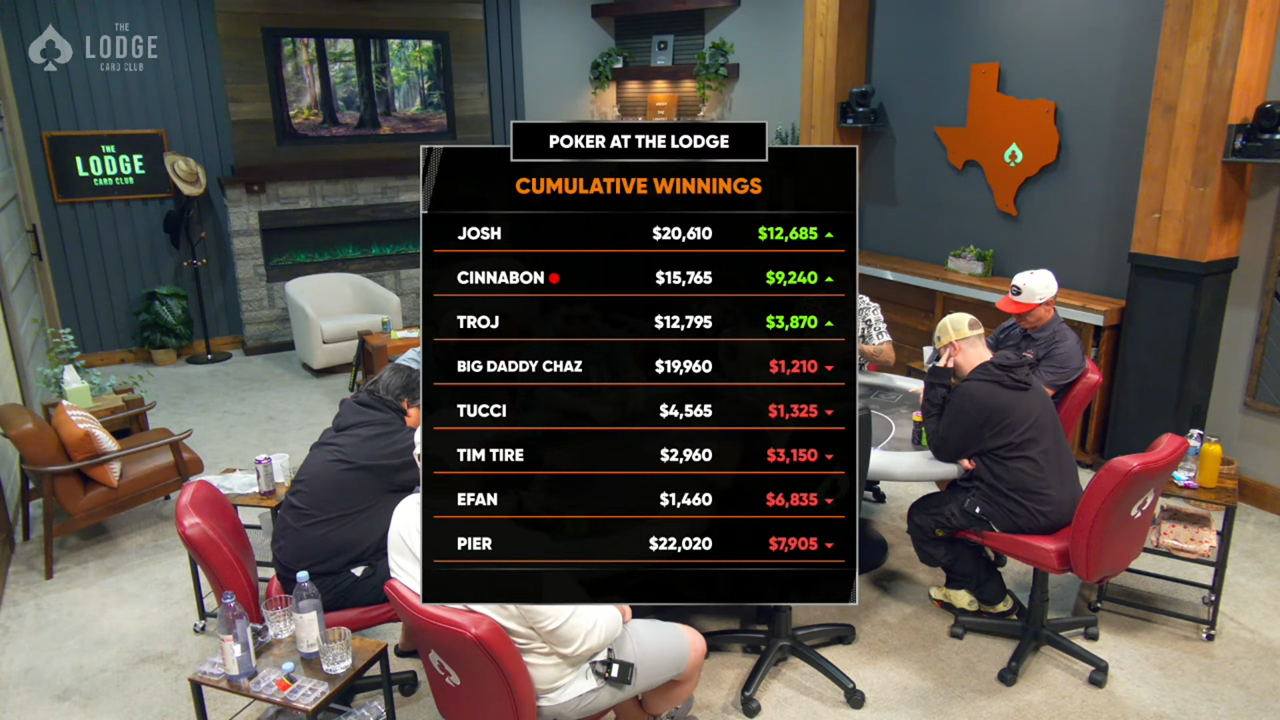 THE
LODGE
CARD CLUB
THE
LODGE
CARD CLUB
POKER AT THE LODGE
CUMULATIVE WINNINGS
JOSH $20,610 $12,685
CINNABON $15,765 $9,240
TROJ $12,795 $3,870
BIG DADDY CHAZ $19,960 $1,210
TUCCI $4,565 $1,325
TIM TIRE $2,960 $3,150
EFAN $1,460 $6,835
PIER $22,020 $7,905